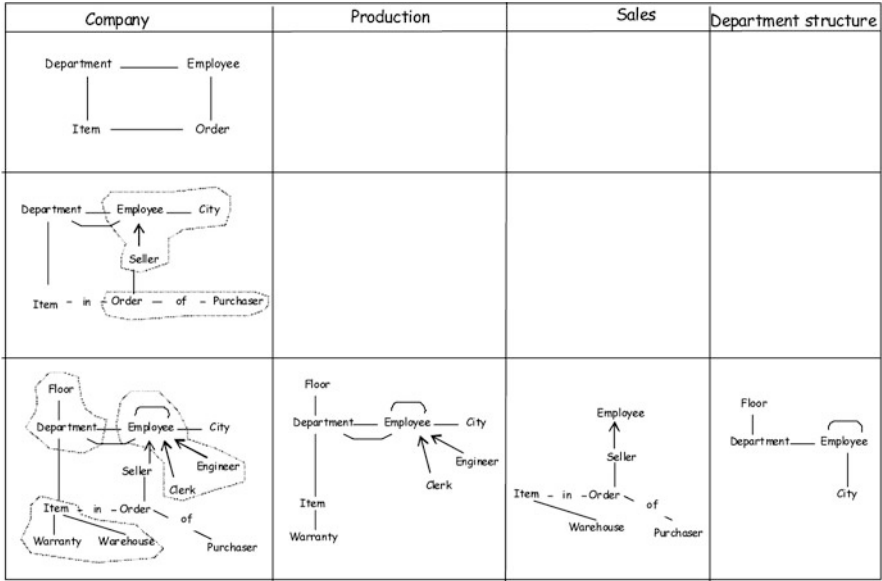 Company Production Sales Department structure
Department Employee
Item Order
Department Employee City
Seller
Item - in - Order - of - Purchaser
Floor
Department Employee City
Seller Engineer
Clerk
Item - in - Order
of
Warranty Warehouse Purchaser
Floor
Department Employee City
Engineer
Clerk
Item
Warranty
Employee
Seller
Item - in - Order
of
Warehouse Purchaser
Floor
Department Employee
City